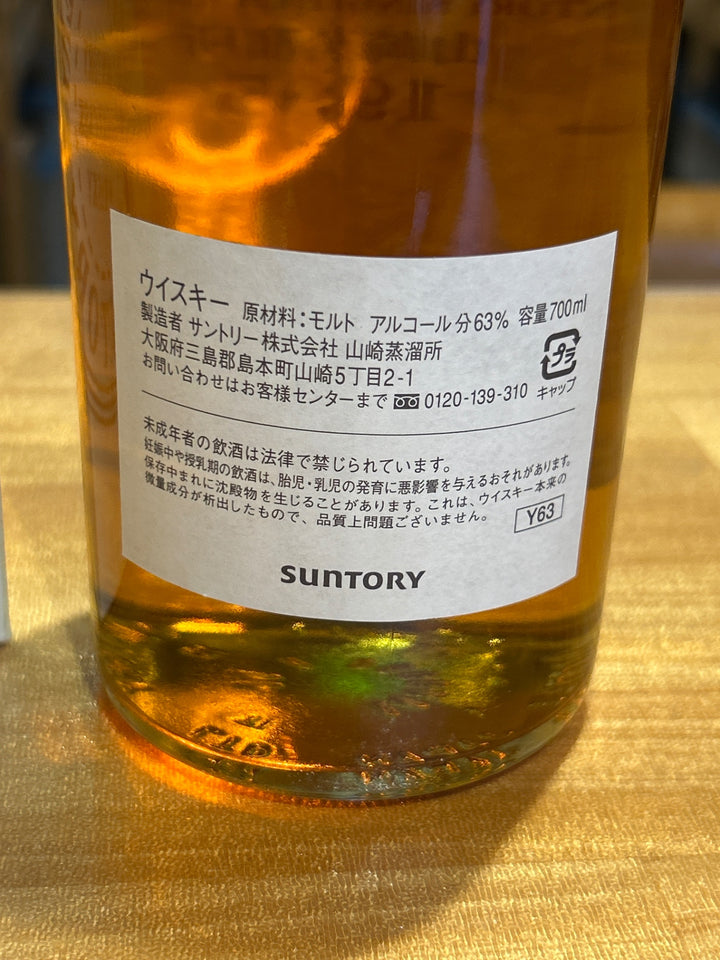 ウイスキー 原材料：モルト アルコール分63% 容量700ml
製造者 サントリー株式会社 山崎蒸溜所
大阪府三島郡島本町山崎5丁目2-1
お問い合わせはお客様センターまで 0120-139-310
プラ
キャップ
未成年者の飲酒は法律で禁じられています。
妊娠中や授乳期の飲酒は、胎児・乳児の発育に悪影響を与えるおそれがあります。
保存中まれに沈殿物を生じることがあります。これは、ウイスキー本来の
微量成分が析出したもので、品質上問題ございません。
Y63
SUNTORY